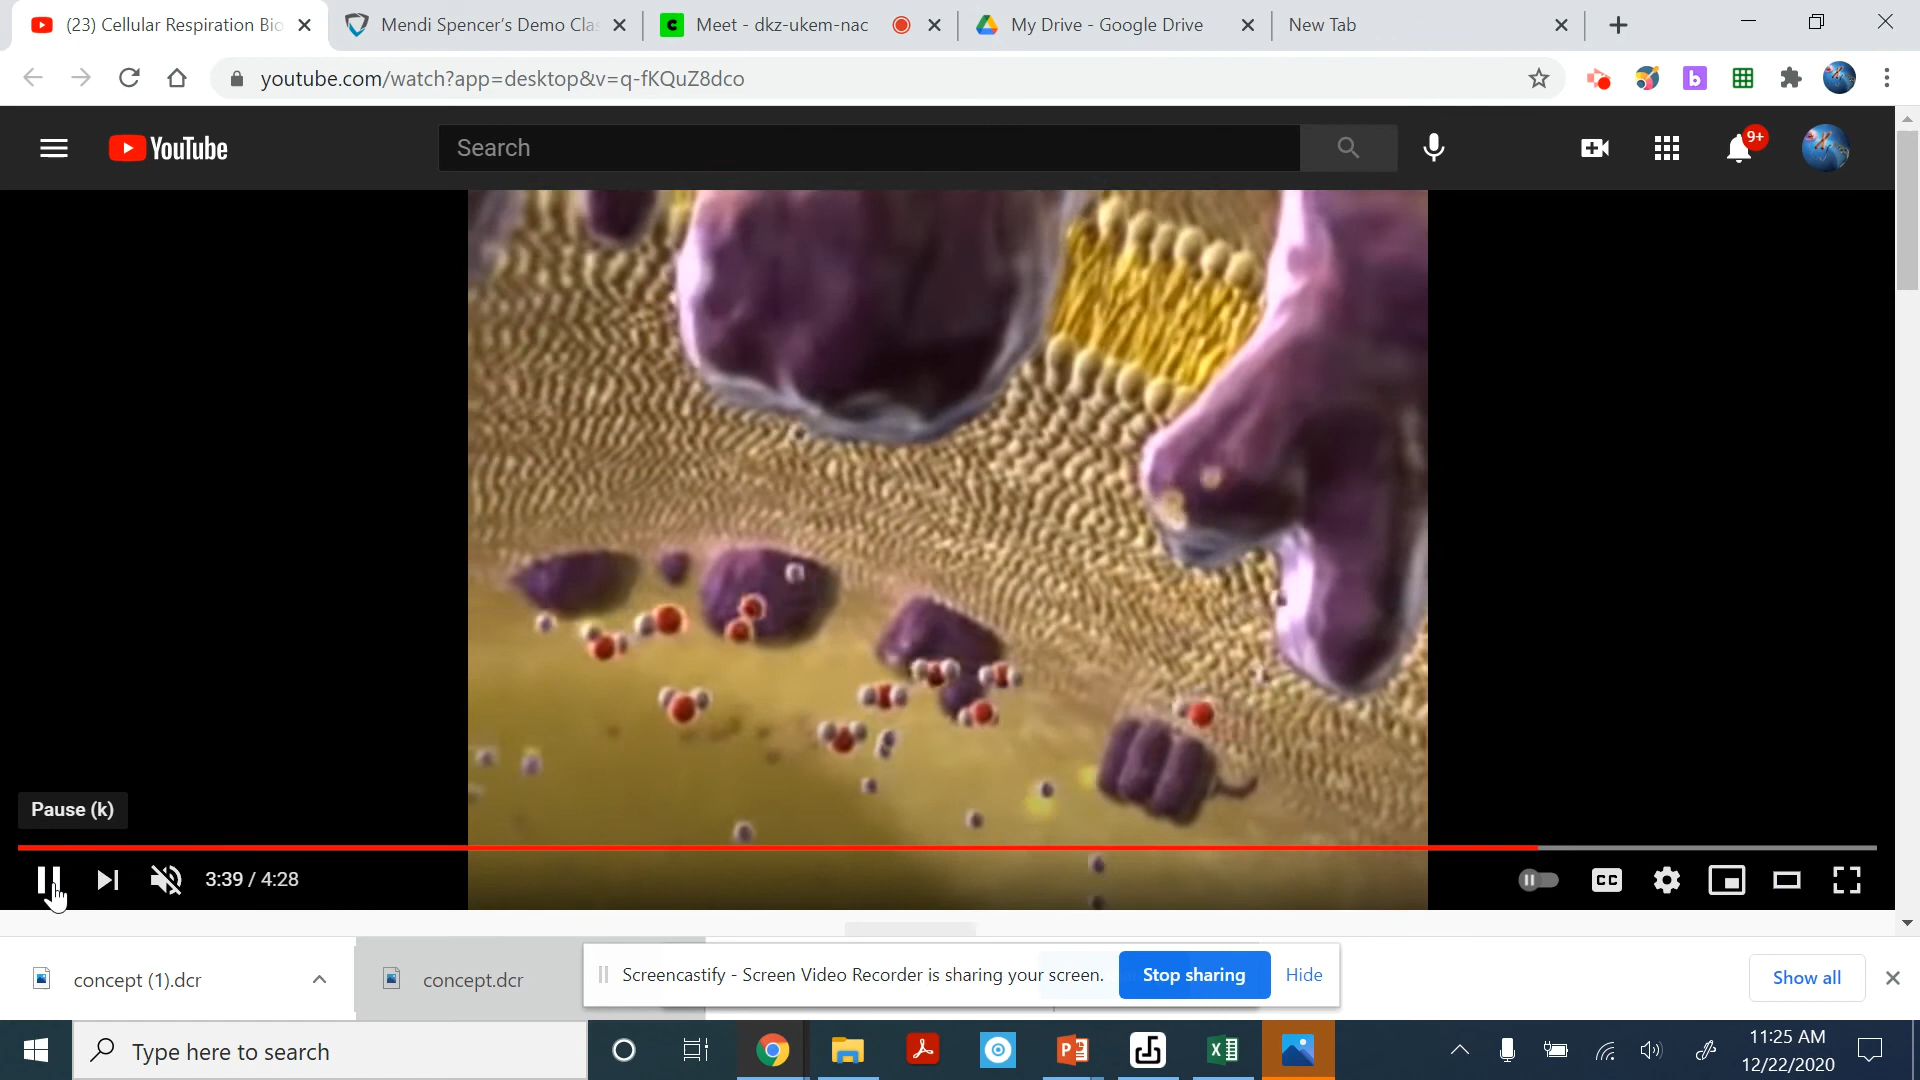 (23) Cellular Respiration Bio
Mendi Spencer's Demo Clas
Meet - dkz-ukem-nac
My Drive - Google Drive
New Tab
youtube.com/watch?app=desktop&v=q-fKQuZ8dco
b
YouTube
Search
9+
Pause (k)
3:39 / 4:28
CC
concept (1).dcr
concept.dcr
Screencastify - Screen Video Recorder is sharing your screen.
Stop sharing
Hide
Show all
Type here to search
11:25 AM
12/22/2020